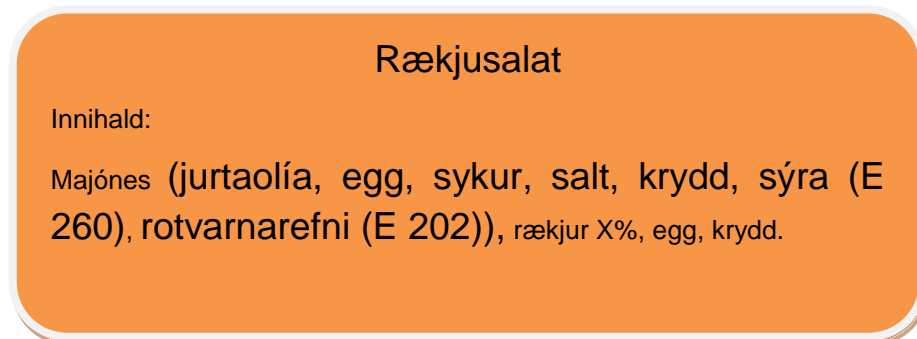 Rækjusalat
Innihald:
Majónes (jurtaolía, egg, sykur, salt, krydd, sýra (E
260), rotvarnarefni (E 202)), rækjur X%, egg, krydd.